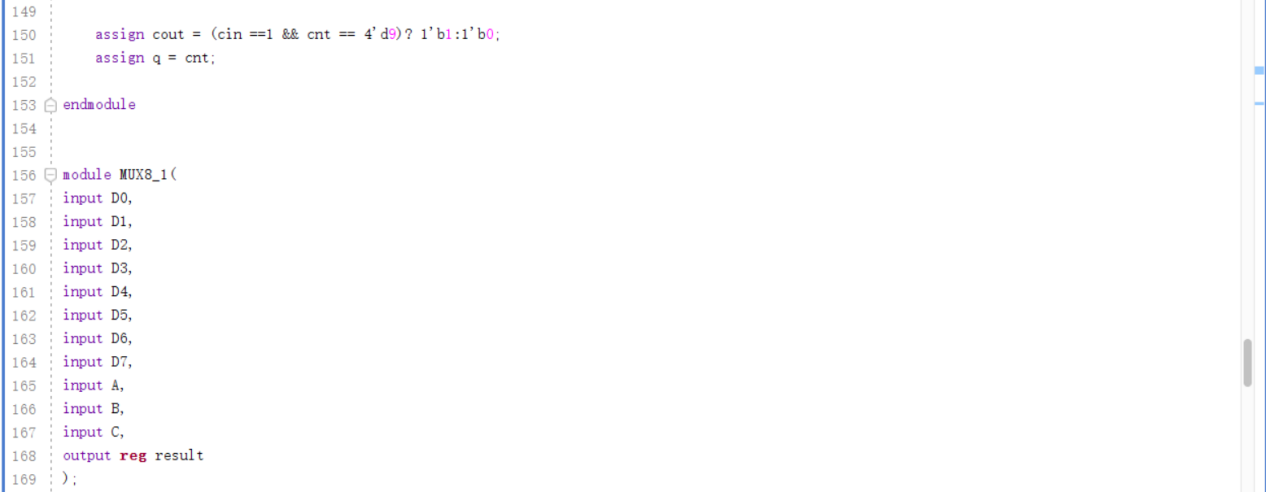 149
150 assign cout = (cin ==1 && cnt == 4'd9)? 1'b1:1'b0;
151 assign q = cnt;
152
153 endmodule
154
155
156 module MUX8_1(
157 input D0,
158 input D1,
159 input D2,
160 input D3,
161 input D4,
162 input D5,
163 input D6,
164 input D7,
165 input A,
166 input B,
167 input C,
168 output reg result
169 );